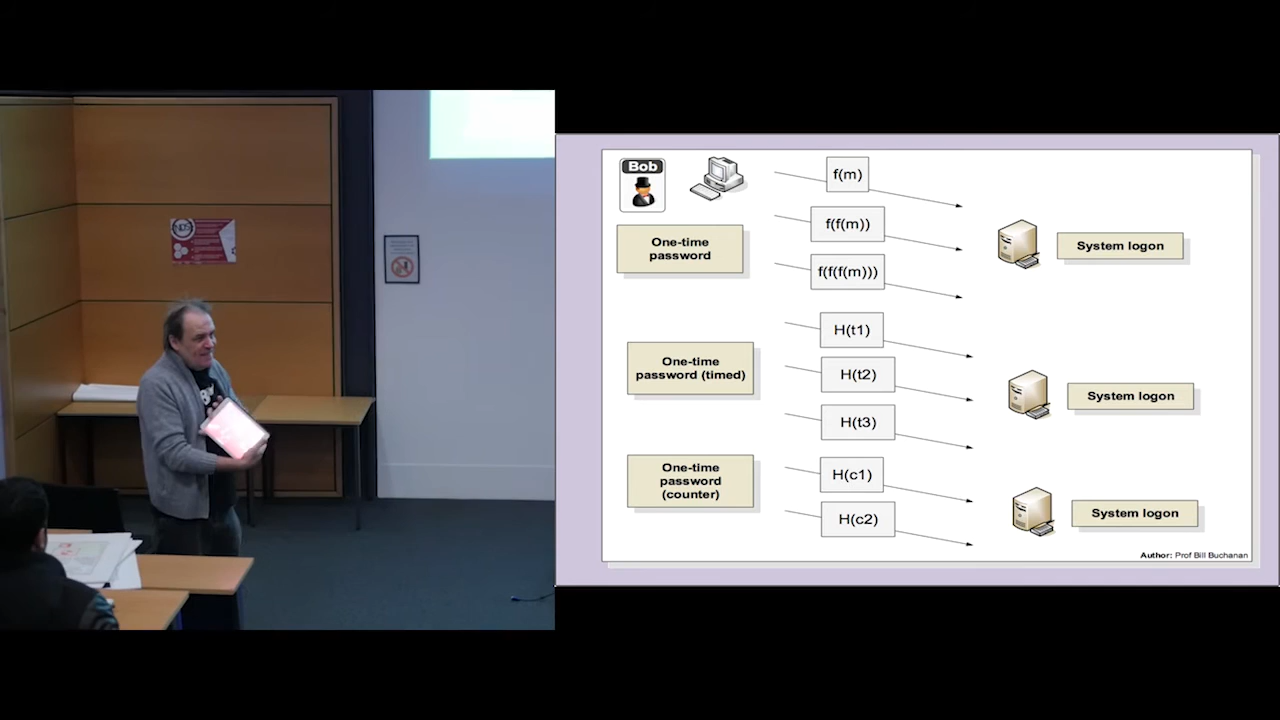 Bob
f(m)
f(f(m))
One-time
password
System logon
f(f(f(m)))
H(t1)
One-time
password (timed)
H(t2)
System logon
H(t3)
One-time
password
(counter)
H(c1)
System logon
H(c2)
Author: Prof Bill Buchanan